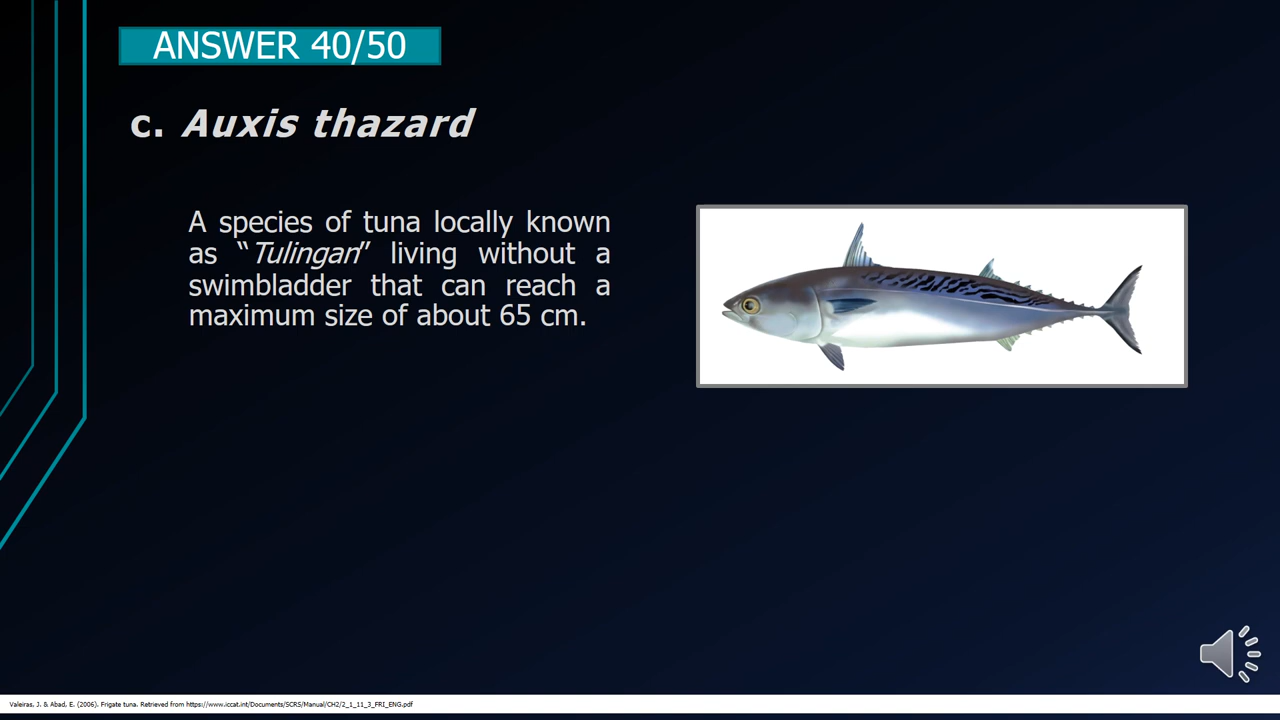 ANSWER 40/50
c. Auxis thazard
A species of tuna locally known
as “Tulingan” living without a
swimbladder that can reach a
maximum size of about 65 cm.
Valeiras, J. & Abad, E. (2006). Frigate tuna. Retrieved from https://www.iccat.int/Documents/SCRS/Manual/CH2/2_1_11_3_FRI_ENG.pdf